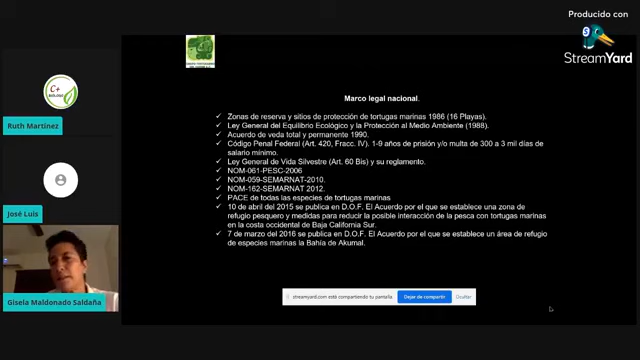 Producido con
StreamYard
C+
BIÓLOGO
Ruth Martinez
José Luis
Gisela Maldonado Saldaña
Marco legal nacional.
✓ Zonas de reserva y sitios de protección de tortugas marinas 1986 (16 Playas).
✓ Ley General del Equilibrio Ecológico y la Protección al Medio Ambiente (1988).
✓ Acuerdo de veda total y permanente 1990.
✓ Código Penal Federal (Art. 420, Fracc. IV). 1-9 años de prisión y/o multa de 300 a 3 mil días de
salario mínimo.
✓ Ley General de Vida Silvestre (Art. 60 Bis) y su reglamento.
✓ NOM-061-PESC-2006
✓ NOM-059-SEMARNAT-2010.
✓ NOM-162-SEMARNAT 2012.
✓ PACE de todas las especies de tortugas marinas
✓ 10 de abril del 2015 se publica en D.O.F. El Acuerdo por el que se establece una zona de
refugio pesquero y medidas para reducir la posible interacción de la pesca con tortugas marinas
en la costa occidental de Baja California Sur.
✓ 7 de marzo del 2016 se publica en D.O.F. El Acuerdo por el que se establece un área de refugio
de especies marinas la Bahía de Akumal.
streamyard.com está compartiendo tu pantalla.
Dejar de compartir
Ocultar